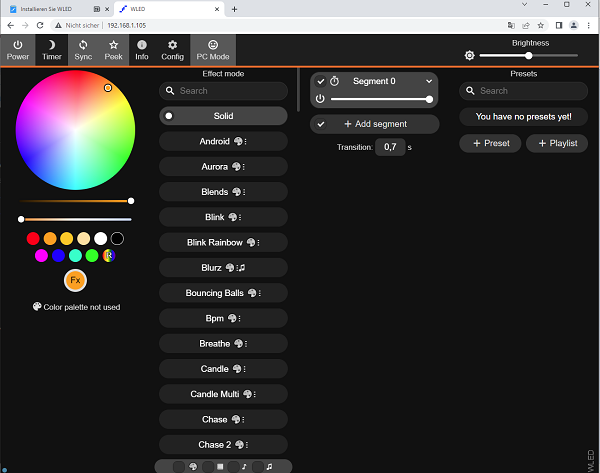 Installieren Sie WLED
WLED
Nicht sicher | 192.168.1.105
Power
Timer
Sync
Peek
Info
Config
PC Mode
Brightness
Effect mode
Search
Solid
Android
Aurora
Blends
Blink
Blink Rainbow
Blurz
Bouncing Balls
Bpm
Breathe
Candle
Candle Multi
Chase
Chase 2
Fx
Color palette not used
Segment 0
+ Add segment
Transition: 0,7 s
Presets
Search
You have no presets yet!
+ Preset
+ Playlist
WLED